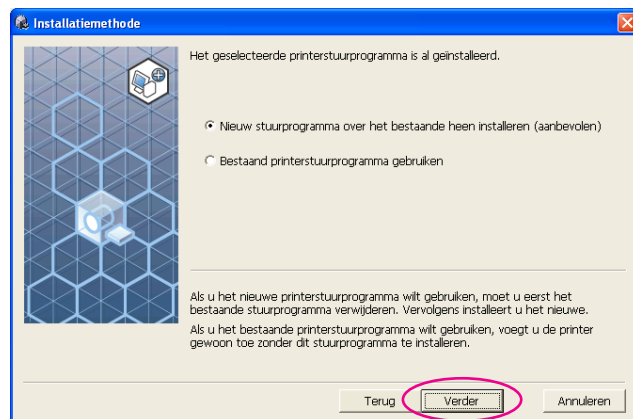 Installatiemethode
Het geselecteerde printerstuurprogramma is al geïnstalleerd.
Nieuw stuurprogramma over het bestaande heen installeren (aanbevolen)
Bestaand printerstuurprogramma gebruiken
Als u het nieuwe printerstuurprogramma wilt gebruiken, moet u eerst het
bestaande stuurprogramma verwijderen. Vervolgens installeert u het nieuwe.
Als u het bestaande printerstuurprogramma wilt gebruiken, voegt u de printer
gewoon toe zonder dit stuurprogramma te installeren.
Terug
Verder
Annuleren